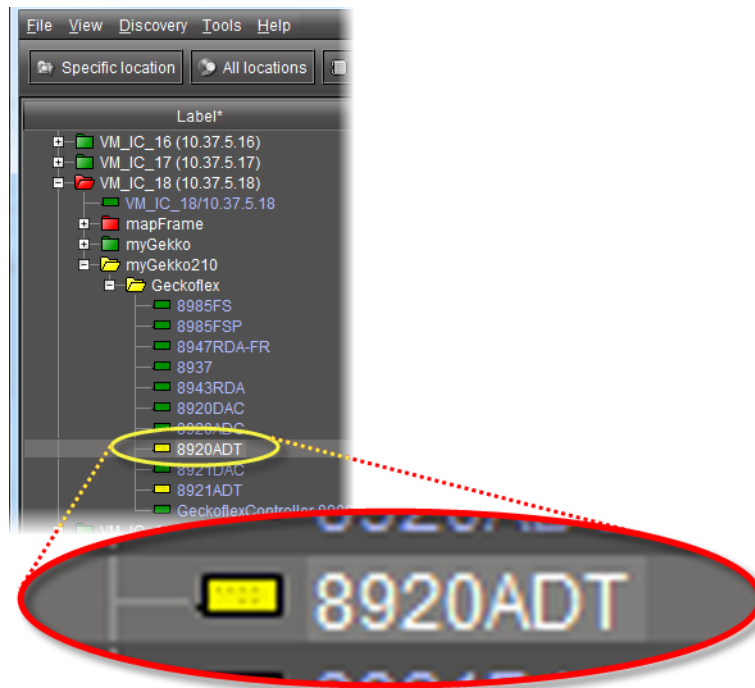 File View Discovery Tools Help
Specific location All locations
Label*
VM_IC_16 (10.37.5.16)
VM_IC_17 (10.37.5.17)
VM_IC_18 (10.37.5.18)
VM_IC_18/10.37.5.18
mapFrame
myGekko
myGekko210
Geckoflex
8985FS
8985FSP
8947RDA-FR
8937
8943RDA
8920DAC
8920ADC
8920ADT
8921DAC
8921ADT
GeckoflexController
8920ADT